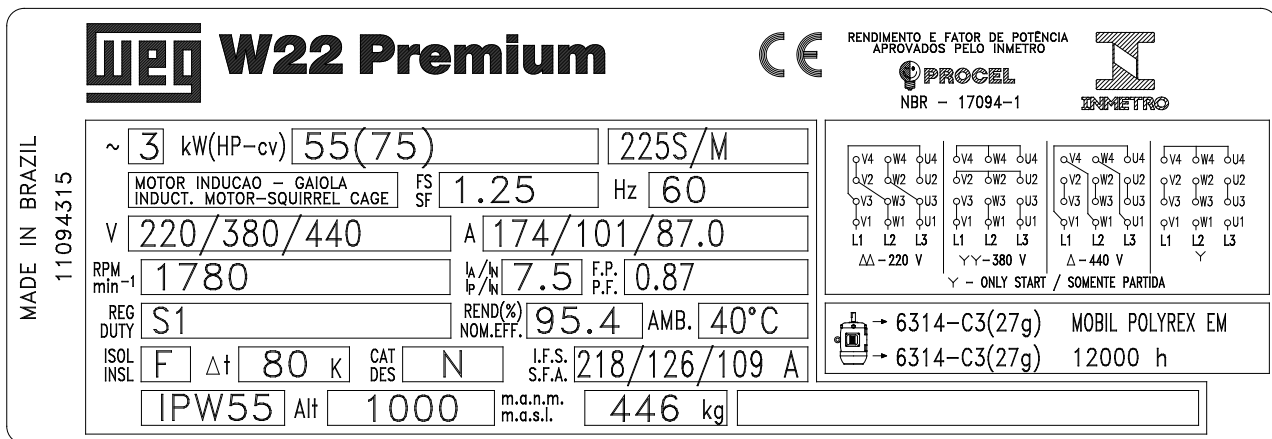 WEG W22 Premium
CE
RENDIMENTO E FATOR DE POTÊNCIA
APROVADOS PELO INMETRO
PROCEL
NBR – 17094-1
INMETRO
MADE IN BRAZIL
11094315
~ 3 kW(HP-cv) 55(75) 225S/M
MOTOR INDUCAO – GAIOLA
INDUCT. MOTOR-SQUIRREL CAGE
FS
SF
1.25 Hz 60
V 220/380/440 A 174/101/87.0
RPM
min-1
1780
IA/IN
IP/IN
7.5
F.P.
P.F.
0.87
REG
DUTY
S1
REND(%)
NOM.EFF.
95.4 AMB. 40°C
ISOL
INSL
F Δt 80 K
CAT
DES
N
I.F.S.
S.F.A.
218/126/109 A
IPW55 Alt 1000
m.a.n.m.
m.a.s.l.
446 kg
V4 W4 U4 V4 W4 U4 V4 W4 U4 V4 W4 U4
V2 W2 U2 V2 W2 U2 V2 W2 U2 V2 W2 U2
V3 W3 U3 V3 W3 U3 V3 W3 U3 V3 W3 U3
V1 W1 U1 V1 W1 U1 V1 W1 U1 V1 W1 U1
L1 L2 L3 L1 L2 L3 L1 L2 L3 L1 L2 L3
ΔΔ-220 V YY-380 V Δ-440 V Y
Y – ONLY START / SOMENTE PARTIDA
→ 6314-C3(27g) MOBIL POLYREX EM
→ 6314-C3(27g) 12000 h